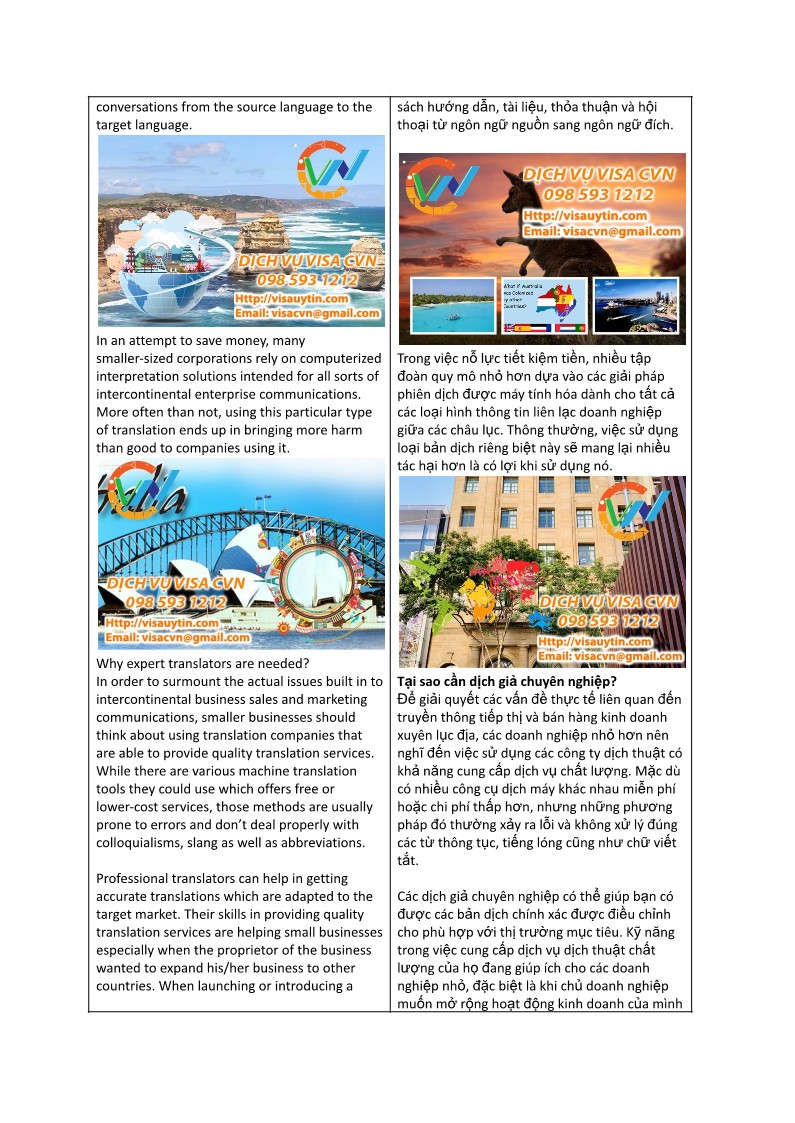 conversations from the source language to the
target language.
DỊCH VỤ VISA CVN
098 593 1212
Http://visauytin.com
Email: visacvn@gmail.com
In an attempt to save money, many
smaller-sized corporations rely on computerized
interpretation solutions intended for all sorts of
intercontinental enterprise communications.
More often than not, using this particular type
of translation ends up in bringing more harm
than good to companies using it.
DỊCH VỤ VISA CVN
098 593 1212
Http://visauytin.com
Email: visacvn@gmail.com
Why expert translators are needed?
In order to surmount the actual issues built in to
intercontinental business sales and marketing
communications, smaller businesses should
think about using translation companies that
are able to provide quality translation services.
While there are various machine translation
tools they could use which offers free or
lower-cost services, those methods are usually
prone to errors and don’t deal properly with
colloquialisms, slang as well as abbreviations.
Professional translators can help in getting
accurate translations which are adapted to the
target market. Their skills in providing quality
translation services are helping small businesses
especially when the proprietor of the business
wanted to expand his/her business to other
countries. When launching or introducing a
sách hướng dẫn, tài liệu, thỏa thuận và hội
thoại từ ngôn ngữ nguồn sang ngôn ngữ đích.
DỊCH VỤ VISA CVN
098 593 1212
Http://visauytin.com
Email: visacvn@gmail.com
What if Australia
was Colonized
by other
Countries?
Trong việc nỗ lực tiết kiệm tiền, nhiều tập
đoàn quy mô nhỏ hơn dựa vào các giải pháp
phiên dịch được máy tính hóa dành cho tất cả
các loại hình thông tin liên lạc doanh nghiệp
giữa các châu lục. Thông thường, việc sử dụng
loại bản dịch riêng biệt này sẽ mang lại nhiều
tác hại hơn là có lợi khi sử dụng nó.
DỊCH VỤ VISA CVN
098 593 1212
Http://visauytin.com
Email: visacvn@gmail.com
Tại sao cần dịch giả chuyên nghiệp?
Để giải quyết các vấn đề thực tế liên quan đến
truyền thông tiếp thị và bán hàng kinh doanh
xuyên lục địa, các doanh nghiệp nhỏ hơn nên
nghĩ đến việc sử dụng các công ty dịch thuật có
khả năng cung cấp dịch vụ chất lượng. Mặc dù
có nhiều công cụ dịch máy khác nhau miễn phí
hoặc chi phí thấp hơn, nhưng những phương
pháp đó thường xảy ra lỗi và không xử lý đúng
các từ thông tục, tiếng lóng cũng như chữ viết
tắt.
Các dịch giả chuyên nghiệp có thể giúp bạn có
được các bản dịch chính xác được điều chỉnh
cho phù hợp với thị trường mục tiêu. Kỹ năng
trong việc cung cấp dịch vụ dịch thuật chất
lượng của họ đang giúp ích cho các doanh
nghiệp nhỏ, đặc biệt là khi chủ doanh nghiệp
muốn mở rộng hoạt động kinh doanh của mình